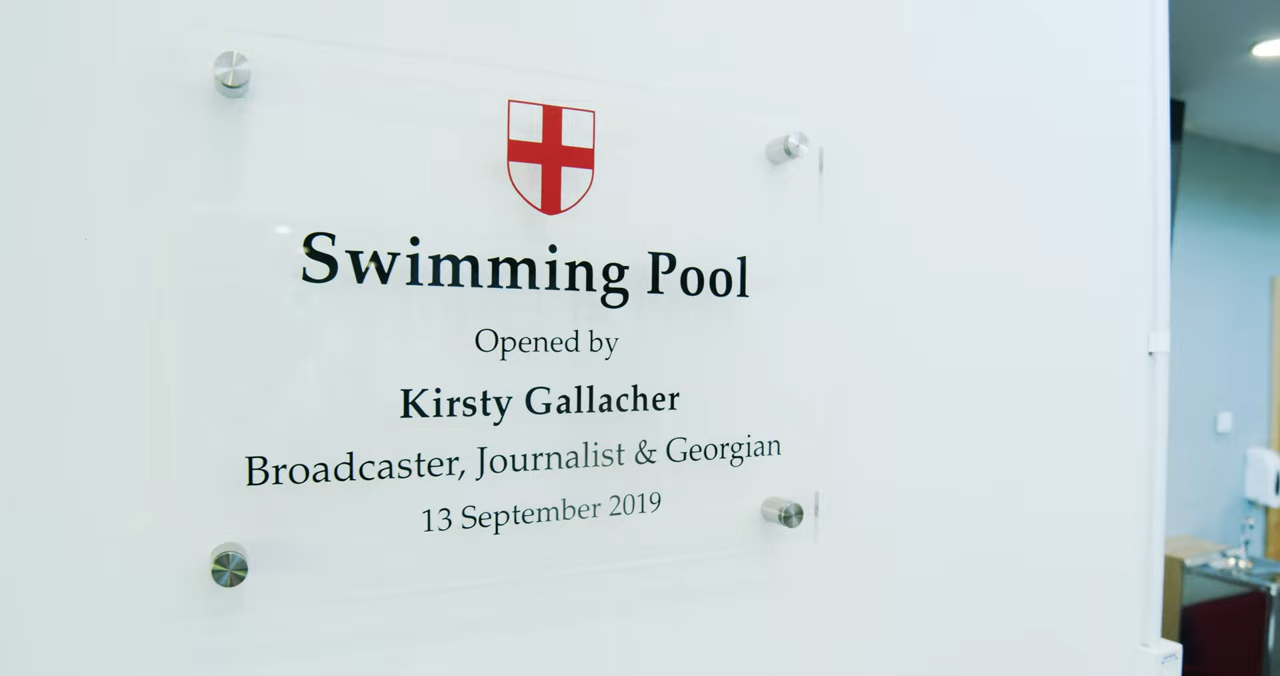 Swimming Pool
Opened by
Kirsty Gallacher
Broadcaster, Journalist & Georgian
13 September 2019